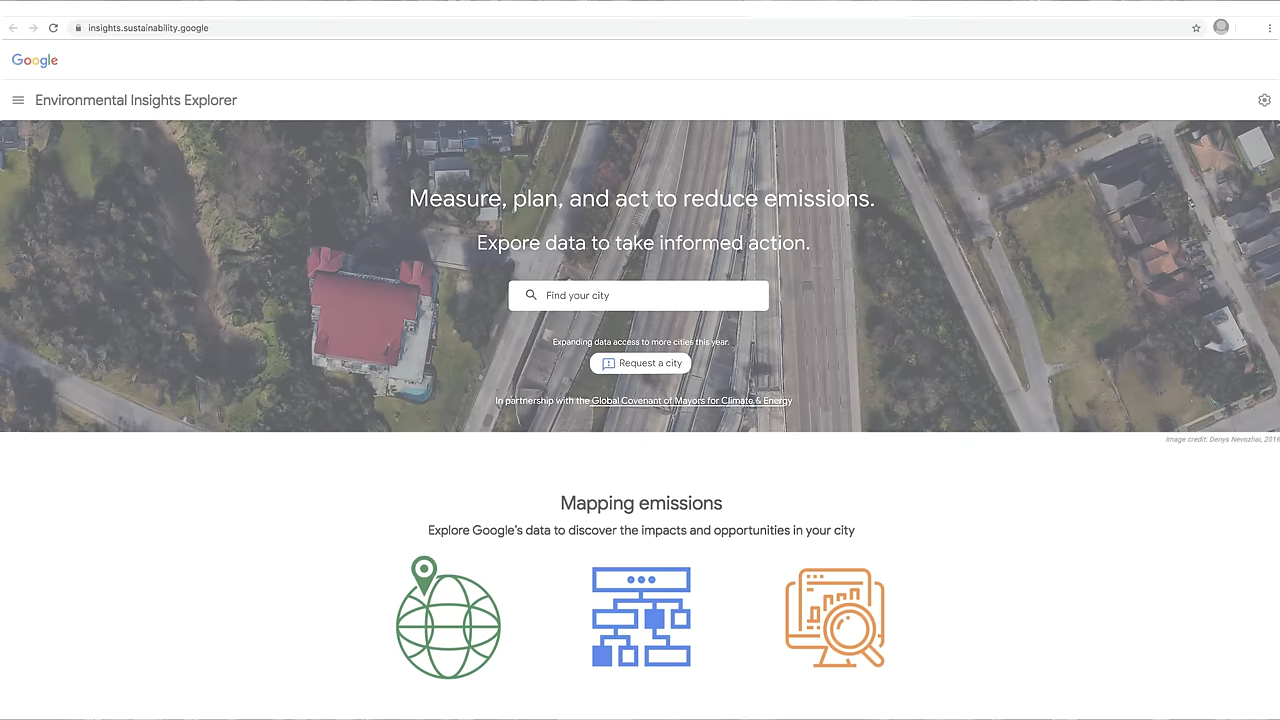 insights.sustainability.google
Google
Environmental Insights Explorer
Measure, plan, and act to reduce emissions.
Expore data to take informed action.
Find your city
Expanding data access to more cities this year.
Request a city
In partnership with the Global Covenant of Mayors for Climate & Energy
Image credit: Denys Nevozhai, 2016
Mapping emissions
Explore Google's data to discover the impacts and opportunities in your city